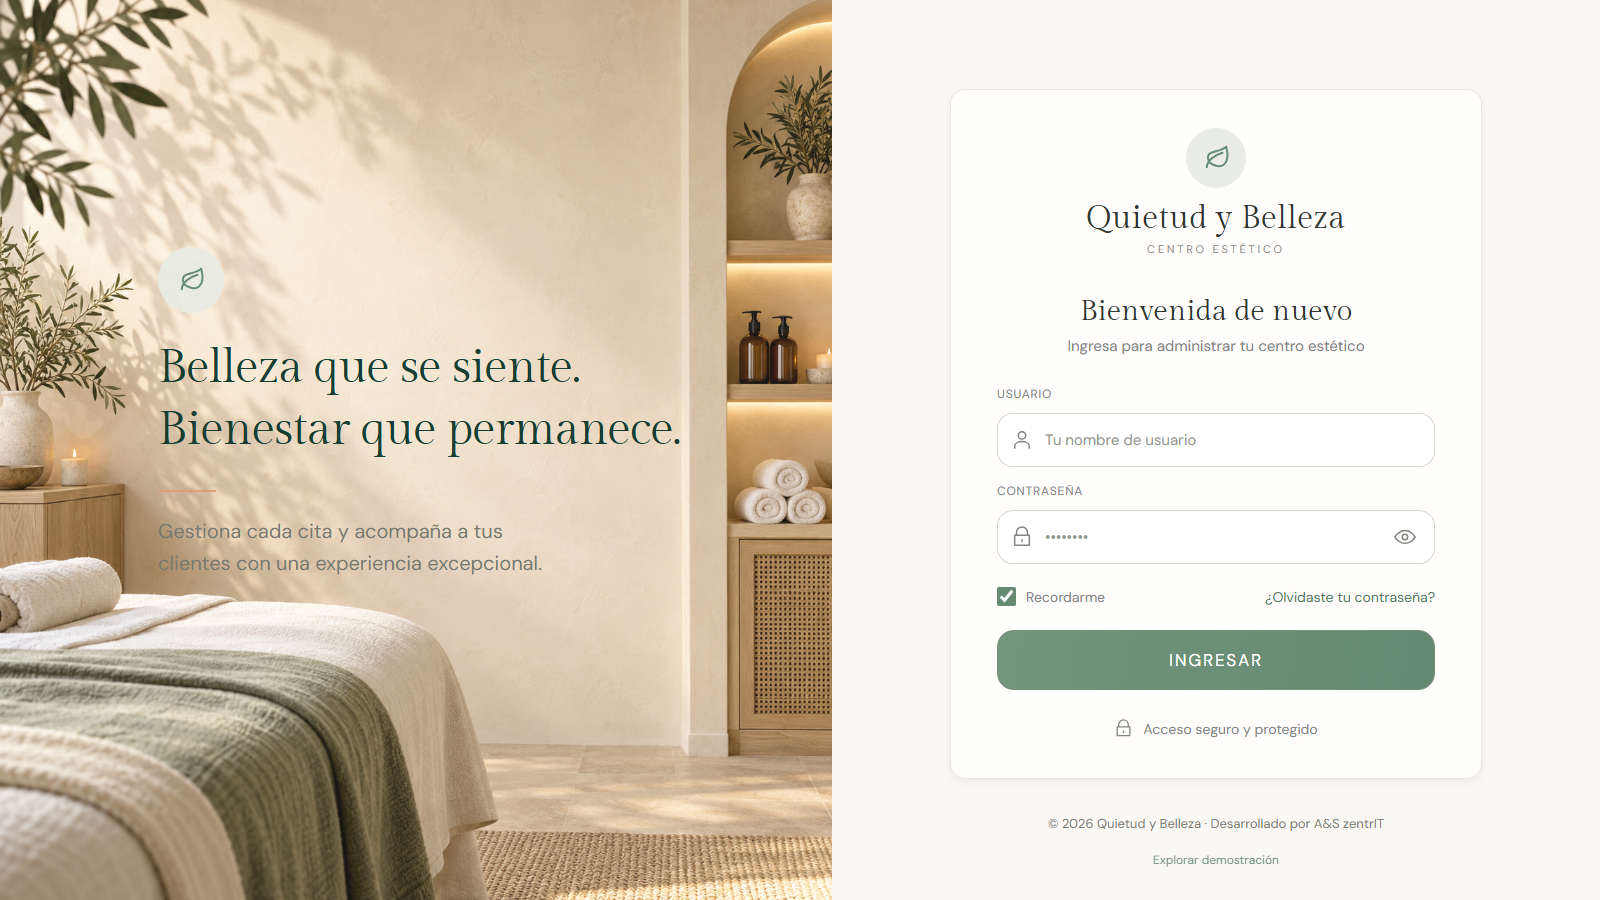 Belleza que se siente.
Bienestar que permanece.
Gestiona cada cita y acompaña a tus
clientes con una experiencia excepcional.
Quietud y Belleza
CENTRO ESTÉTICO
Bienvenida de nuevo
Ingresa para administrar tu centro estético
USUARIO
Tu nombre de usuario
CONTRASEÑA
••••••••
Recordarme
¿Olvidaste tu contraseña?
INGRESAR
Acceso seguro y protegido
© 2026 Quietud y Belleza · Desarrollado por A&S zentrIT
Explorar demostración